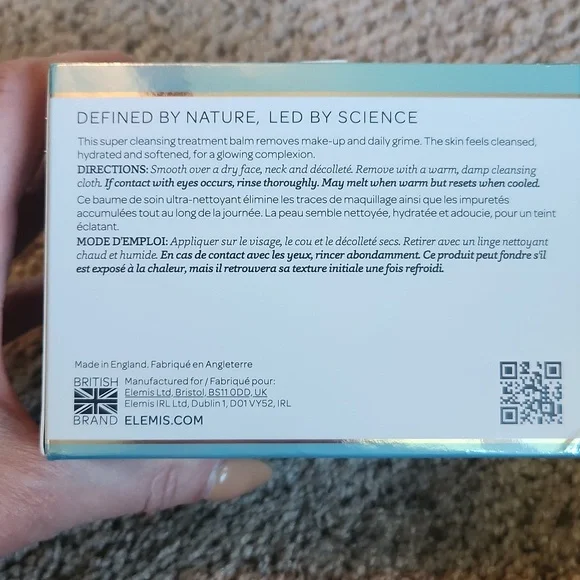 DEFINED BY NATURE, LED BY SCIENCE
This super cleansing treatment balm removes make-up and daily grime. The skin feels cleansed,
hydrated and softened, for a glowing complexion.
DIRECTIONS: Smooth over a dry face, neck and décolleté. Remove with a warm, damp cleansing
cloth. If contact with eyes occurs, rinse thoroughly. May melt when warm but resets when cooled.
Ce baume de soin ultra-nettoyant élimine les traces de maquillage ainsi que les impuretés
accumulées tout au long de la journée. La peau semble nettoyée, hydratée et adoucie, pour un teint
éclatant.
MODE D'EMPLOI: Appliquer sur le visage, le cou et le décolleté secs. Retirer avec un linge nettoyant
chaud et humide. En cas de contact avec les yeux, rincer abondamment. Ce produit peut fondre s'il
est exposé à la chaleur, mais il retrouvera sa texture initiale une fois refroidi.
Made in England. Fabriqué en Angleterre
BRITISH
BRAND
Manufactured for / Fabriqué pour:
Elemis Ltd, Bristol, BS11 0DD, UK
Elemis IRL Ltd, Dublin 1, D01 VY52, IRL
ELEMIS.COM